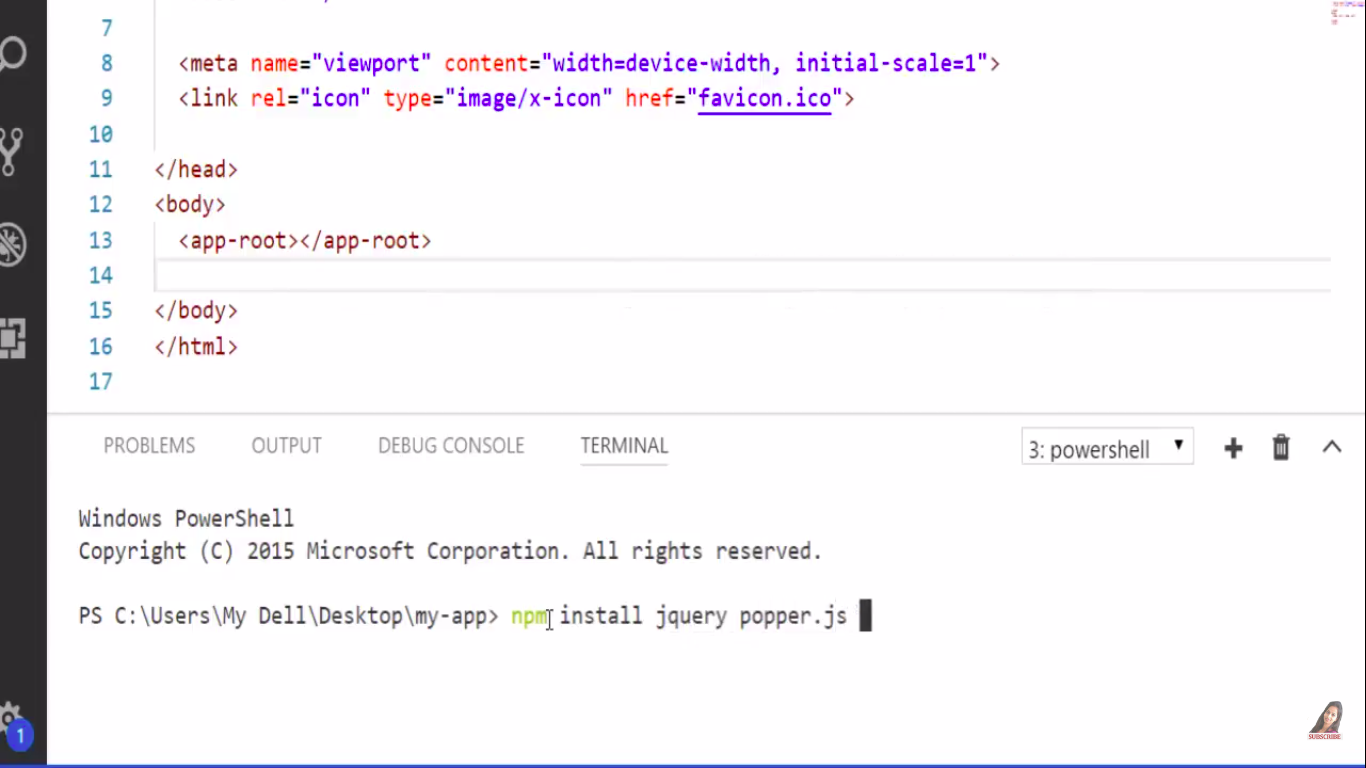 7
8 <meta name="viewport" content="width=device-width, initial-scale=1">
9 <link rel="icon" type="image/x-icon" href="favicon.ico">
10
11 </head>
12 <body>
13 <app-root></app-root>
14
15 </body>
16 </html>
17
PROBLEMS OUTPUT DEBUG CONSOLE TERMINAL 3: powershell
Windows PowerShell
Copyright (C) 2015 Microsoft Corporation. All rights reserved.
PS C:\Users\My Dell\Desktop\my-app> npm install jquery popper.js
1
SUBSCRIBE